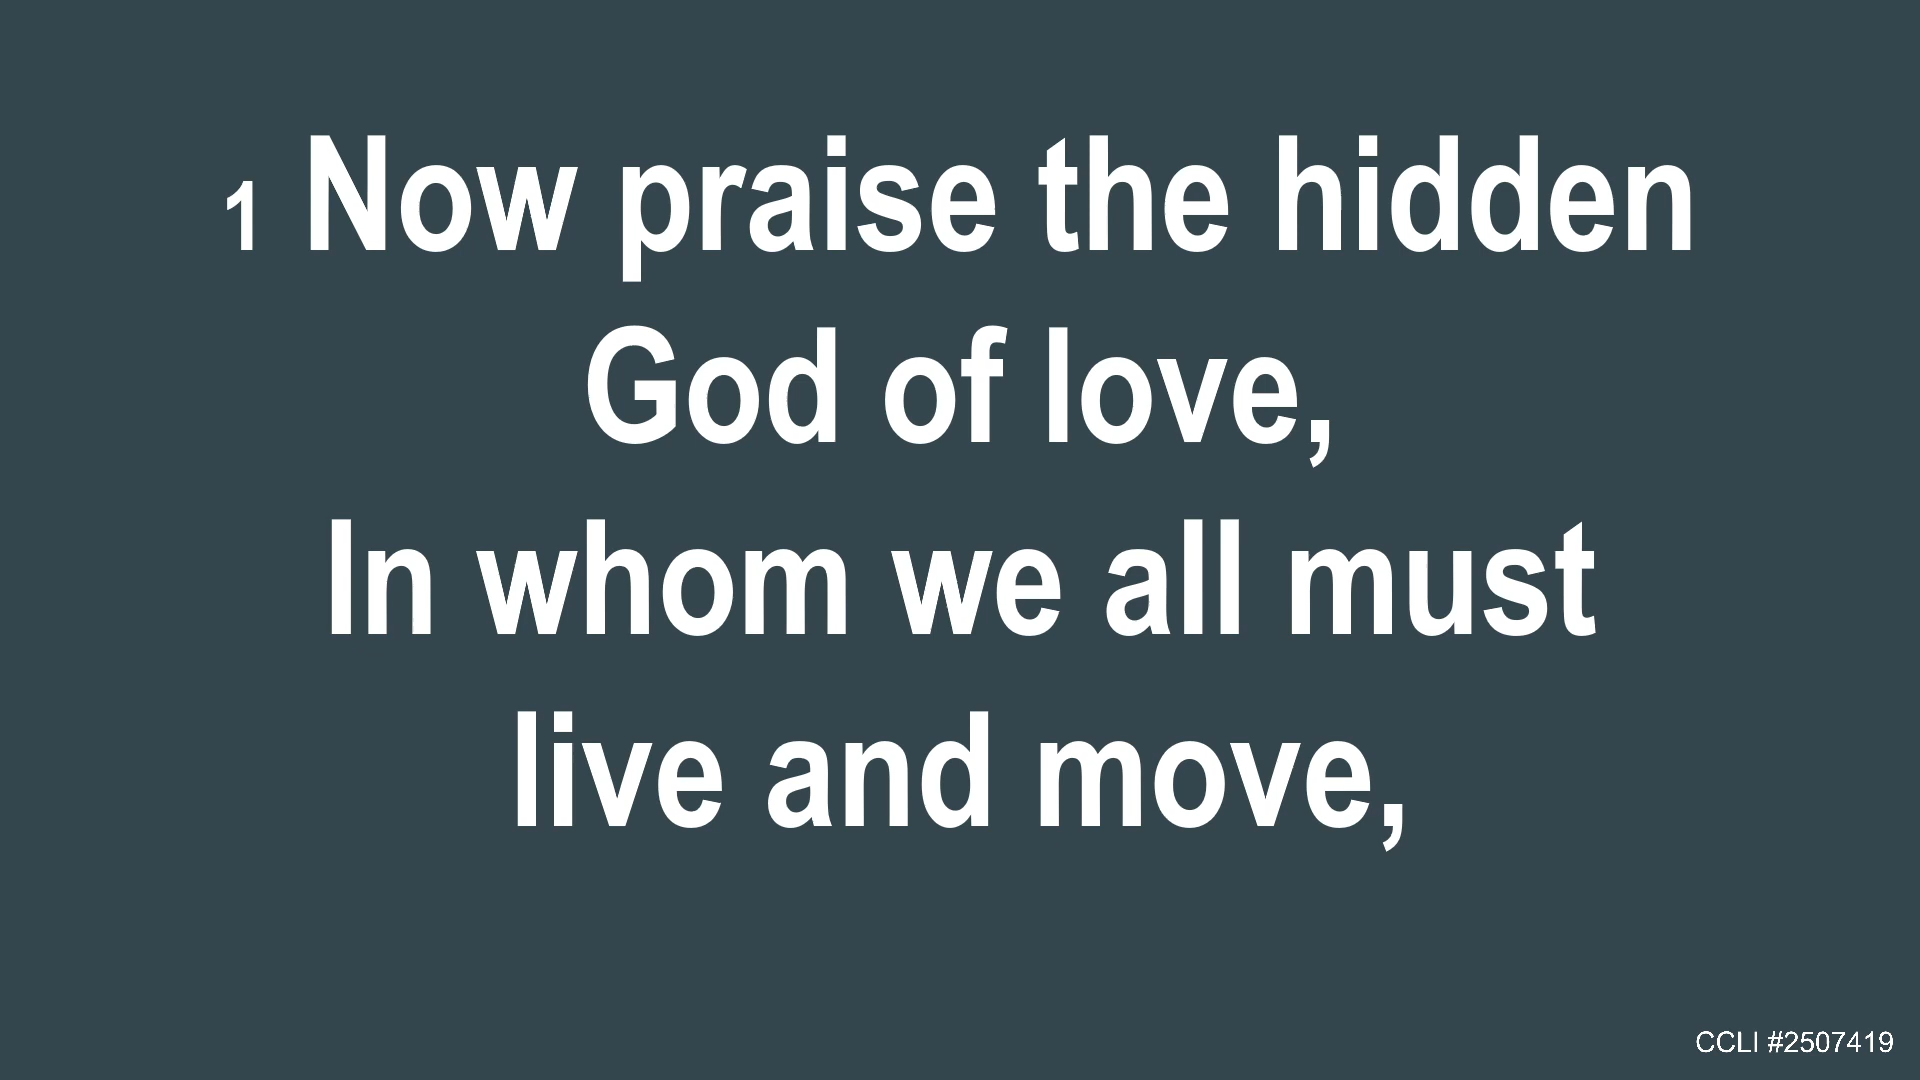 1 Now praise the hidden
God of love,
In whom we all must
live and move,
CCLI #2507419